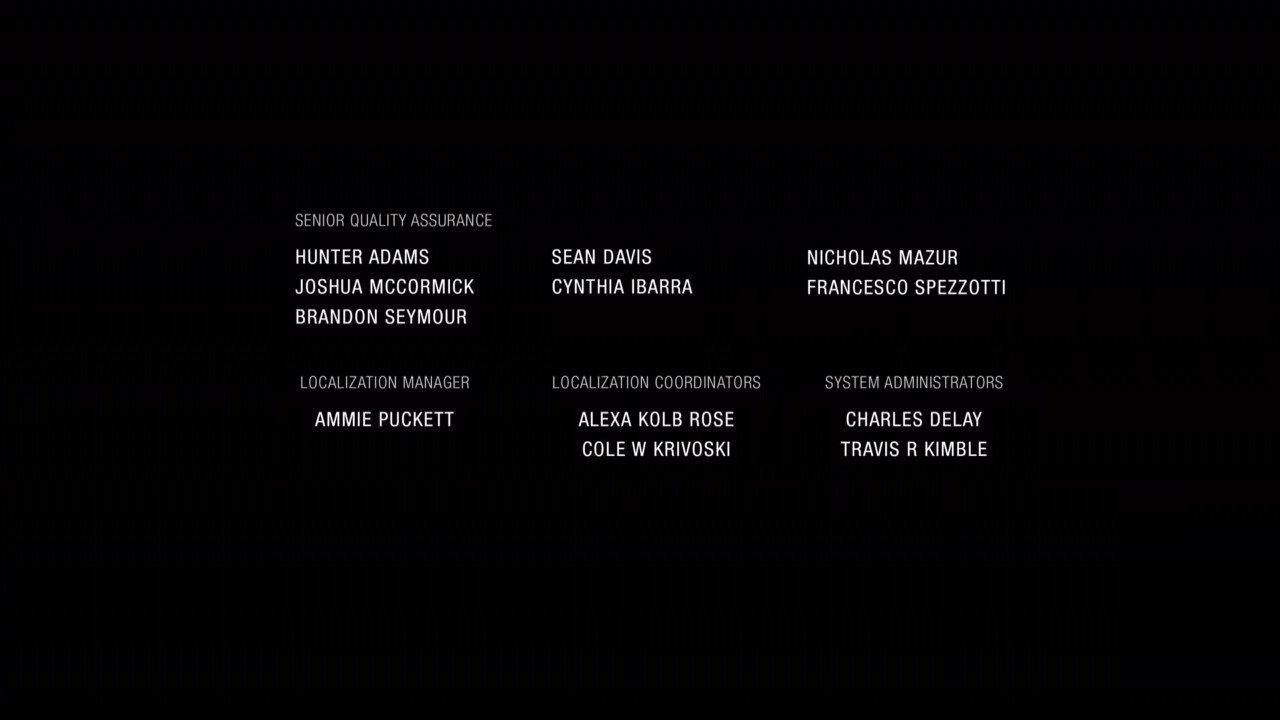 SENIOR QUALITY ASSURANCE
HUNTER ADAMS SEAN DAVIS NICHOLAS MAZUR
JOSHUA MCCORMICK CYNTHIA IBARRA FRANCESCO SPEZZOTTI
BRANDON SEYMOUR
LOCALIZATION MANAGER LOCALIZATION COORDINATORS SYSTEM ADMINISTRATORS
AMMIE PUCKETT ALEXA KOLB ROSE CHARLES DELAY
COLE W KRIVOSKI TRAVIS R KIMBLE